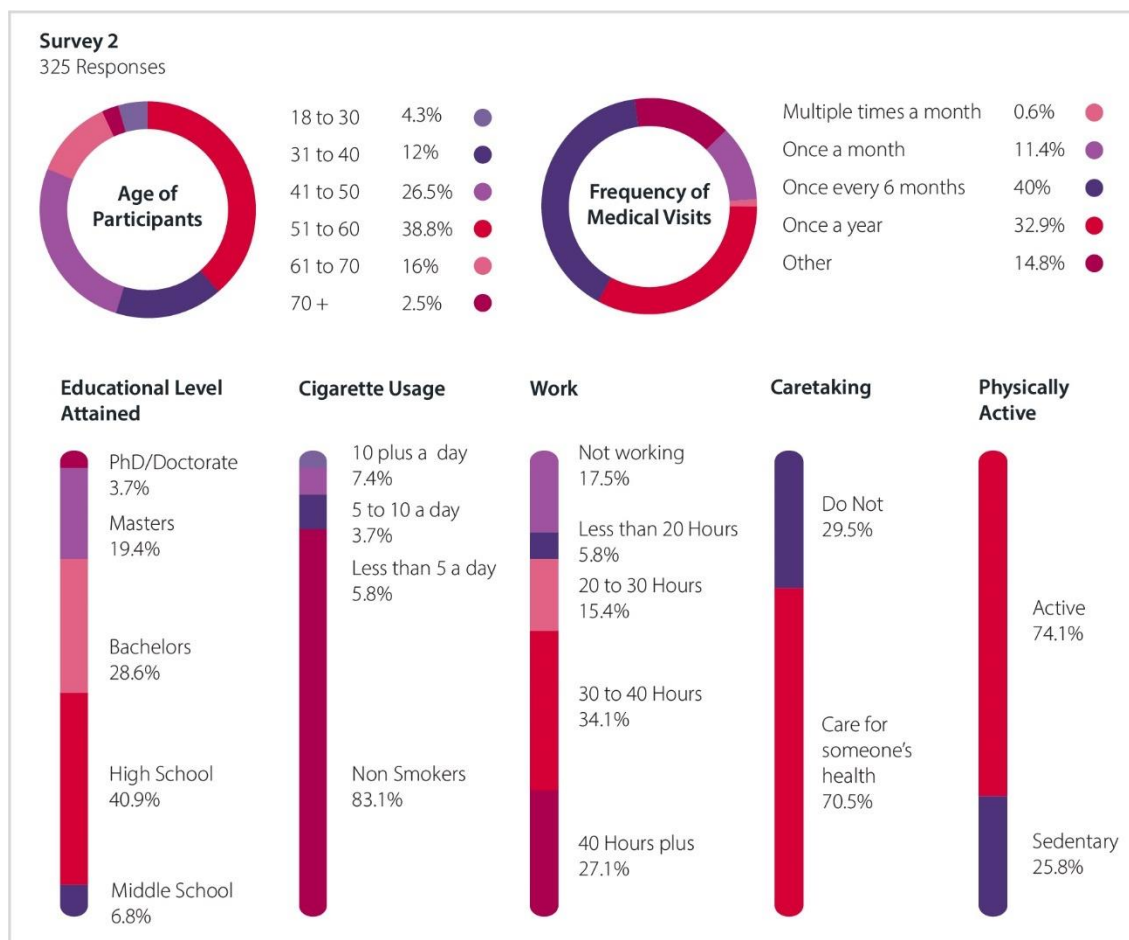 Survey 2
325 Responses
Age of
Participants
18 to 30 4.3%
31 to 40 12%
41 to 50 26.5%
51 to 60 38.8%
61 to 70 16%
70 + 2.5%
Frequency of
Medical Visits
Multiple times a month 0.6%
Once a month 11.4%
Once every 6 months 40%
Once a year 32.9%
Other 14.8%
Educational Level
Attained
PhD/Doctorate
3.7%
Masters
19.4%
Bachelors
28.6%
High School
40.9%
Middle School
6.8%
Cigarette Usage
10 plus a day
7.4%
5 to 10 a day
3.7%
Less than 5 a day
5.8%
Non Smokers
83.1%
Work
Not working
17.5%
Less than 20 Hours
5.8%
20 to 30 Hours
15.4%
30 to 40 Hours
34.1%
40 Hours plus
27.1%
Caretaking
Do Not
29.5%
Care for
someone's
health
70.5%
Physically
Active
Active
74.1%
Sedentary
25.8%